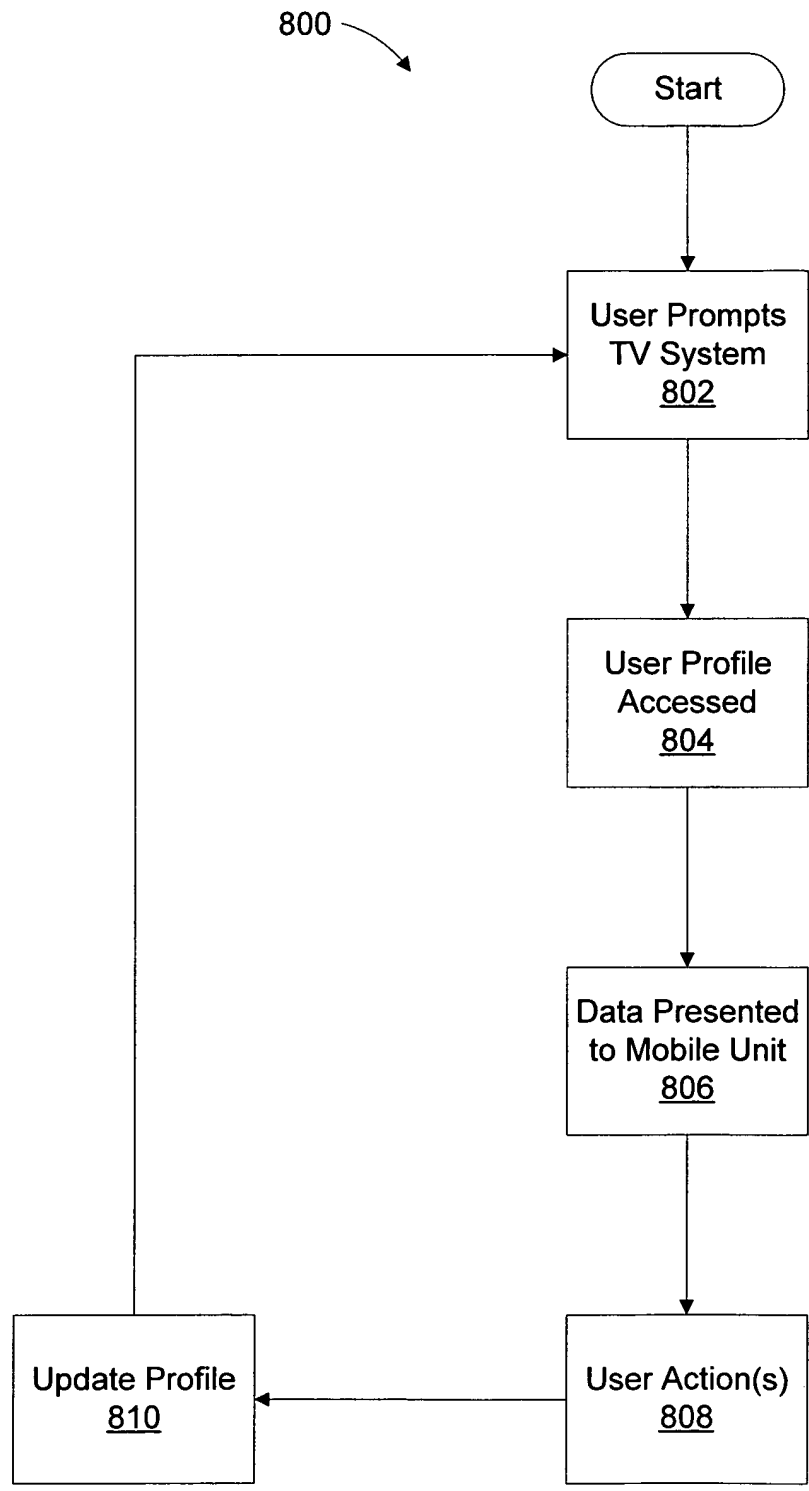 800
Start
User Prompts
TV System
802
User Profile
Accessed
804
Data Presented
to Mobile Unit
806
User Action(s)
808
Update Profile
810